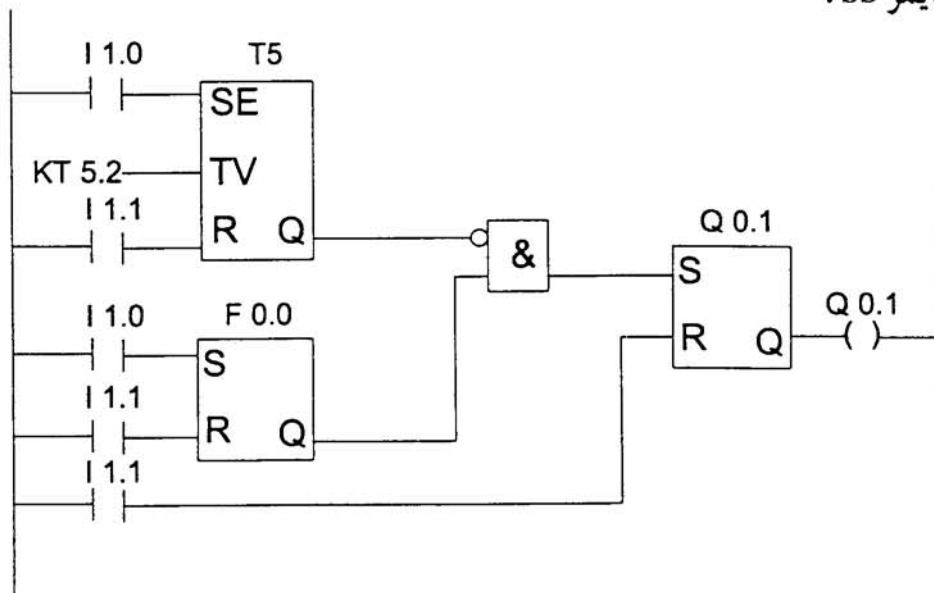 I 1.0
T5
SE
KT 5.2
TV
I 1.1
R Q
&
Q 0.1
S
Q 0.1
R Q
I 1.0
F 0.0
S
I 1.1
R Q
I 1.1